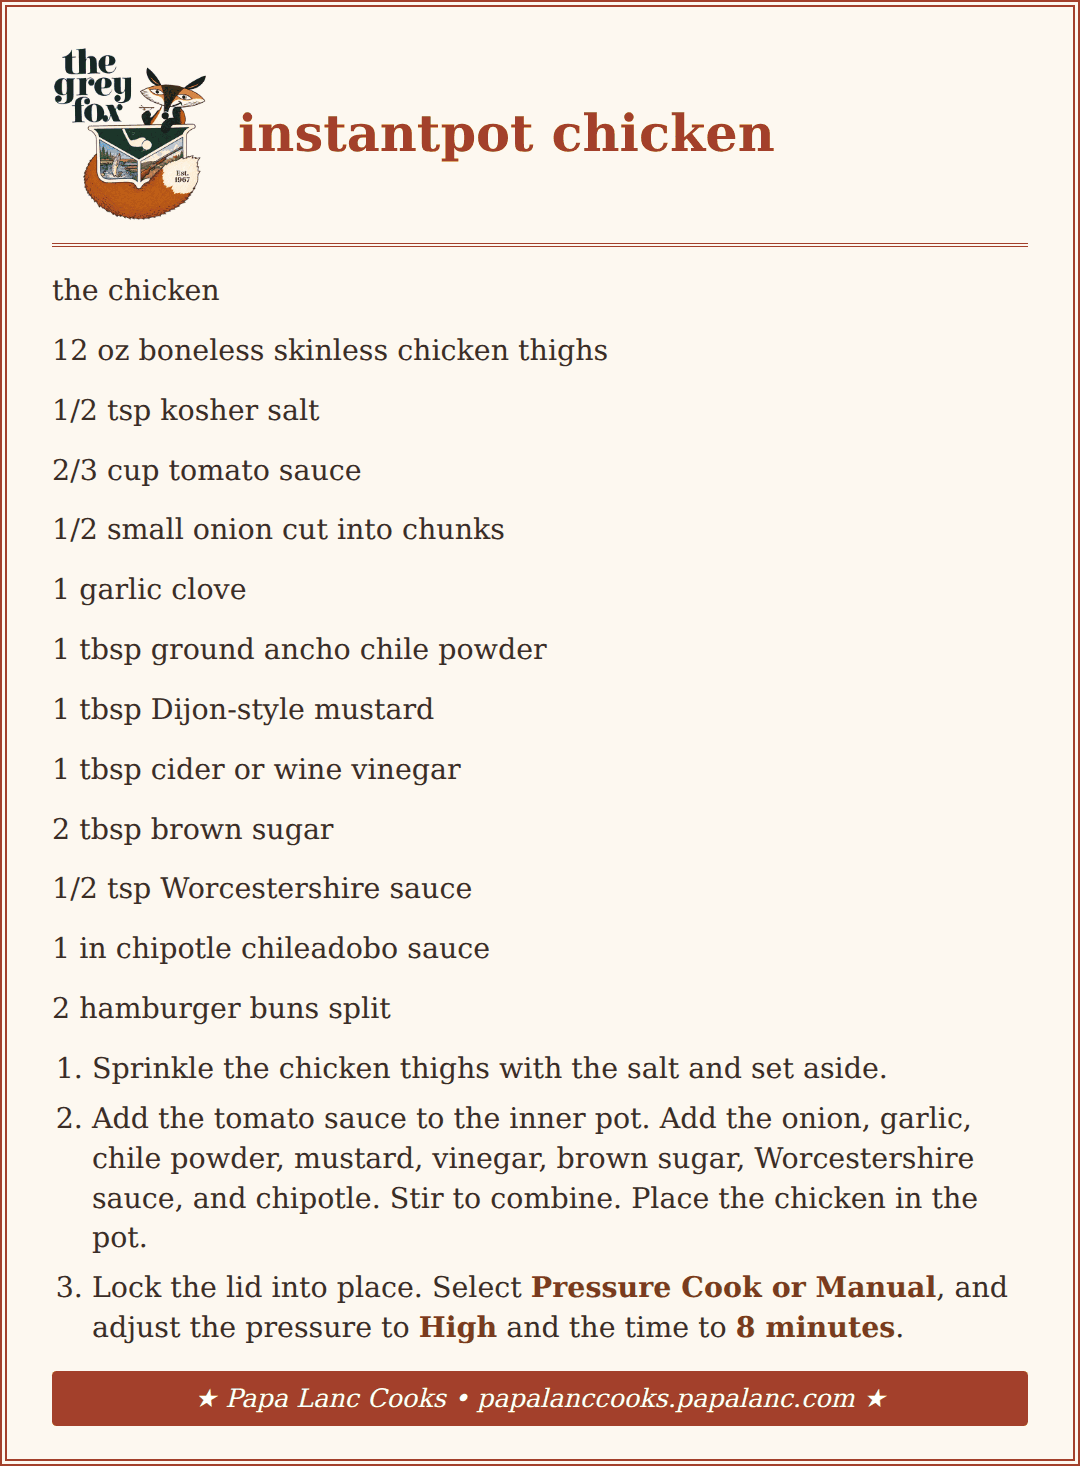 the
grey
fox
Est.
1967
instantpot chicken
the chicken
12 oz boneless skinless chicken thighs
1/2 tsp kosher salt
2/3 cup tomato sauce
1/2 small onion cut into chunks
1 garlic clove
1 tbsp ground ancho chile powder
1 tbsp Dijon-style mustard
1 tbsp cider or wine vinegar
2 tbsp brown sugar
1/2 tsp Worcestershire sauce
1 in chipotle chileadobo sauce
2 hamburger buns split
1. Sprinkle the chicken thighs with the salt and set aside.
2. Add the tomato sauce to the inner pot. Add the onion, garlic,
chile powder, mustard, vinegar, brown sugar, Worcestershire
sauce, and chipotle. Stir to combine. Place the chicken in the
pot.
3. Lock the lid into place. Select Pressure Cook or Manual, and
adjust the pressure to High and the time to 8 minutes.
★ Papa Lanc Cooks • papalanccooks.papalanc.com ★